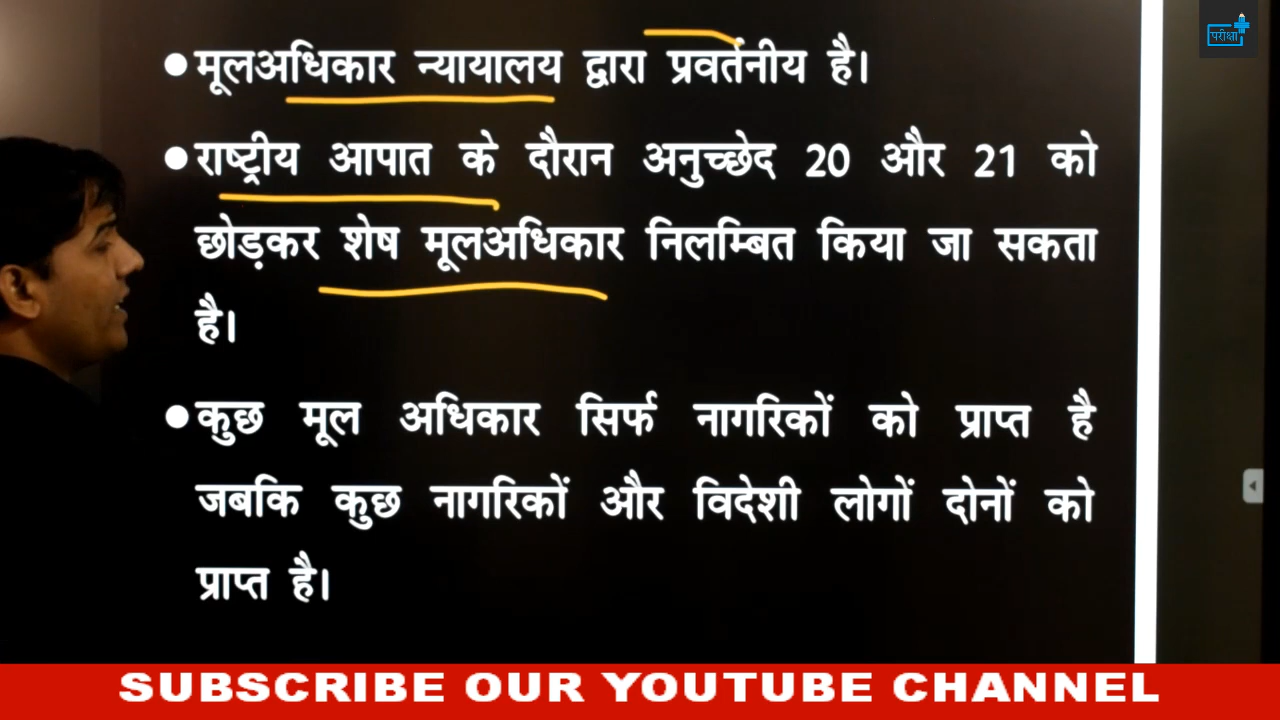 परीक्षा
•मूलअधिकार न्यायालय द्वारा प्रवर्तनीय है।
•राष्ट्रीय आपात के दौरान अनुच्छेद 20 और 21 को
छोड़कर शेष मूलअधिकार निलम्बित किया जा सकता
है।
•कुछ मूल अधिकार सिर्फ नागरिकों को प्राप्त है
जबकि कुछ नागरिकों और विदेशी लोगों दोनों को
प्राप्त है।
SUBSCRIBE OUR YOUTUBE CHANNEL